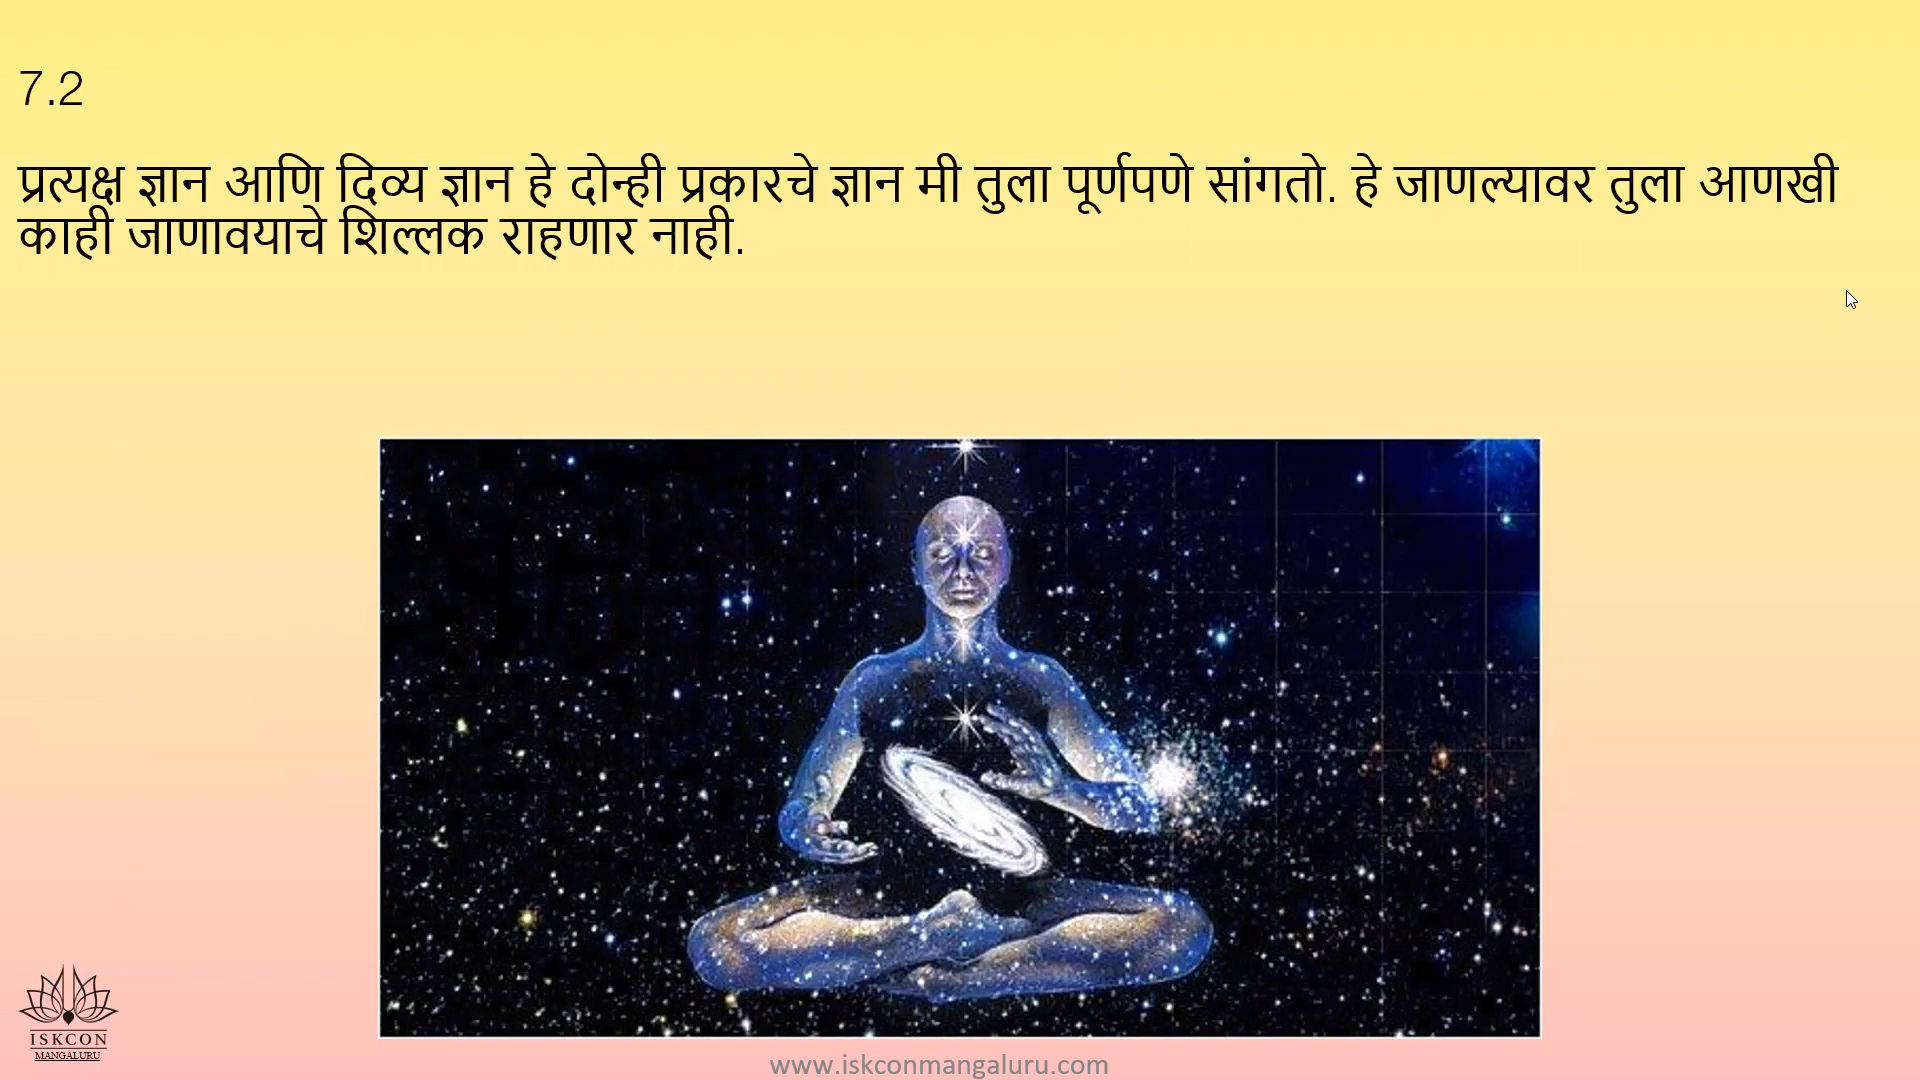 7.2
प्रत्यक्ष ज्ञान आणि दिव्य ज्ञान हे दोन्ही प्रकारचे ज्ञान मी तुला पूर्णपणे सांगतो. हे जाणल्यावर तुला आणखी
काही जाणावयाचे शिल्लक राहणार नाही.
ISKCON
MANGALURU
www.iskconmangaluru.com